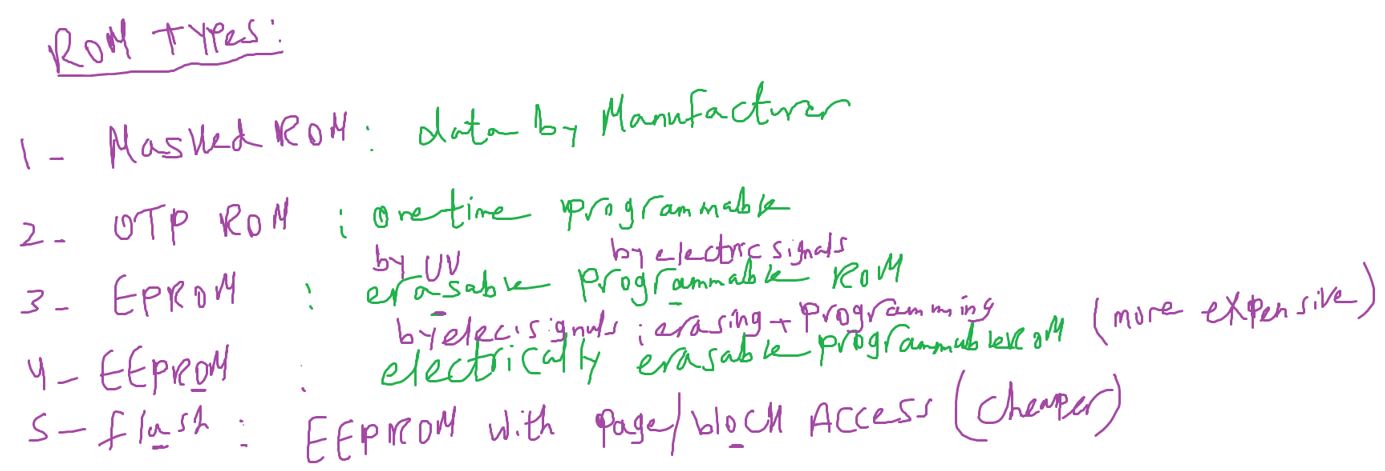 ROM TYPes:
1- Masked ROM: data by Manufacturer
2- OTP ROM : onetime programmable
by UV by electric signals
3- EPROM : erasable programmable ROM
by elec. signals : erasing + programming
4- EEPROM : electrically erasable programmable ROM (more expensive)
5- flash : EEPROM with page/block ACCess (cheaper)